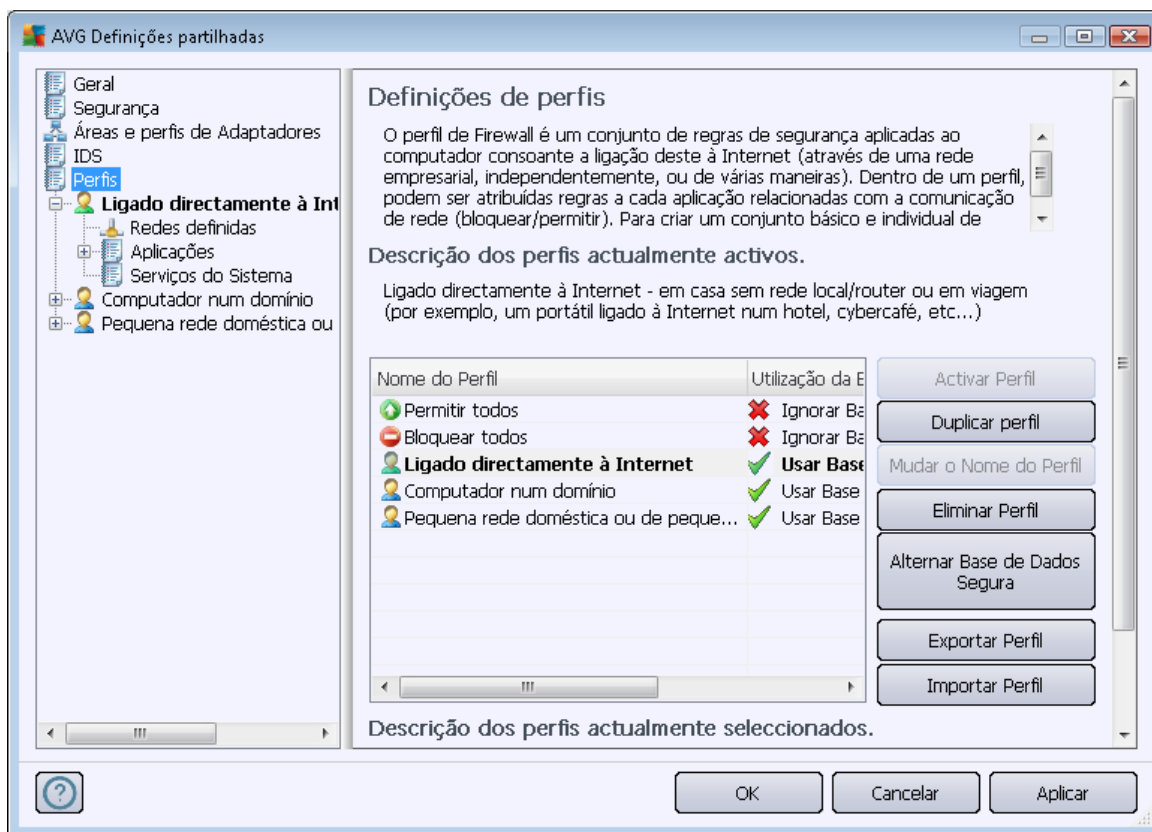 AVG Definições partilhadas
Geral
Segurança
Áreas e perfis de Adaptadores
IDS
Perfis
Ligado directamente à Int
Redes definidas
Aplicações
Serviços do Sistema
Computador num domínio
Pequena rede doméstica ou
Definições de perfis
O perfil de Firewall é um conjunto de regras de segurança aplicadas ao
computador consoante a ligação deste à Internet (através de uma rede
empresarial, independentemente, ou de várias maneiras). Dentro de um perfil,
podem ser atribuídas regras a cada aplicação relacionadas com a comunicação
de rede (bloquear/permitir). Para criar um conjunto básico e individual de
Descrição dos perfis actualmente activos.
Ligado directamente à Internet - em casa sem rede local/router ou em viagem
(por exemplo, um portátil ligado à Internet num hotel, cybercafé, etc...)
Nome do Perfil Utilização da E
Permitir todos Ignorar Ba
Bloquear todos Ignorar Ba
Ligado directamente à Internet Usar Base
Computador num domínio Usar Base
Pequena rede doméstica ou de peque... Usar Base
Activar Perfil
Duplicar perfil
Mudar o Nome do Perfil
Eliminar Perfil
Alternar Base de Dados
Segura
Exportar Perfil
Importar Perfil
Descrição dos perfis actualmente seleccionados.
OK
Cancelar
Aplicar